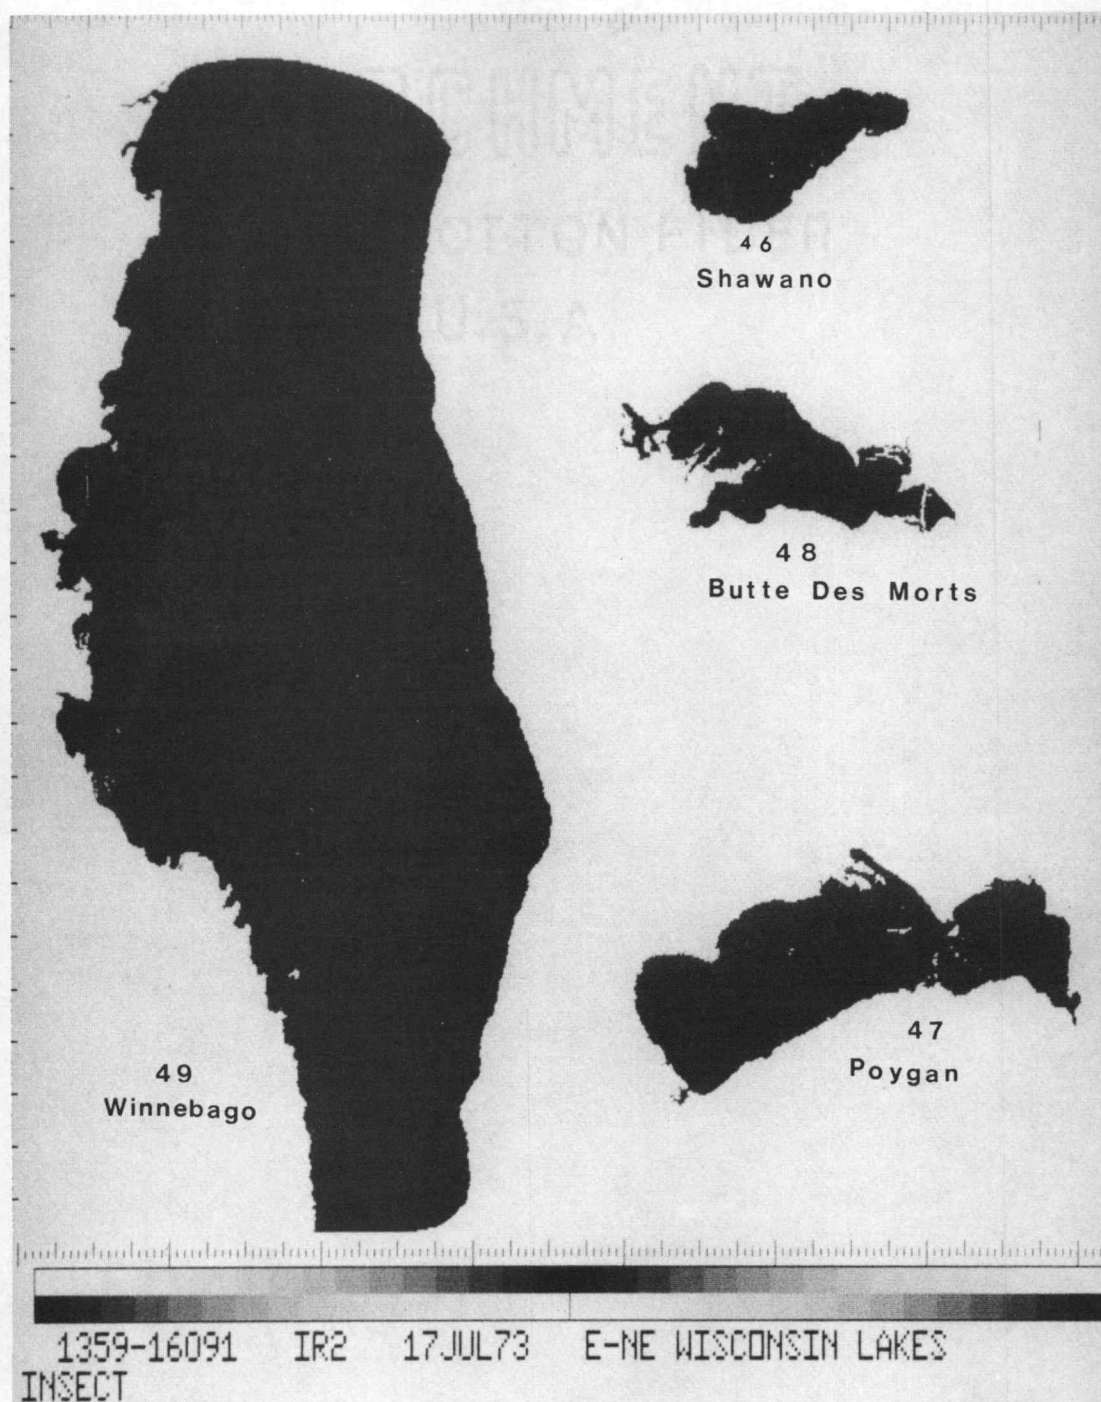 46
Shawano
48
Butte Des Morts
47
Poygan
49
Winnebago
1359-16091 IR2 17JUL73 E-NE WISCONSIN LAKES
INSECT